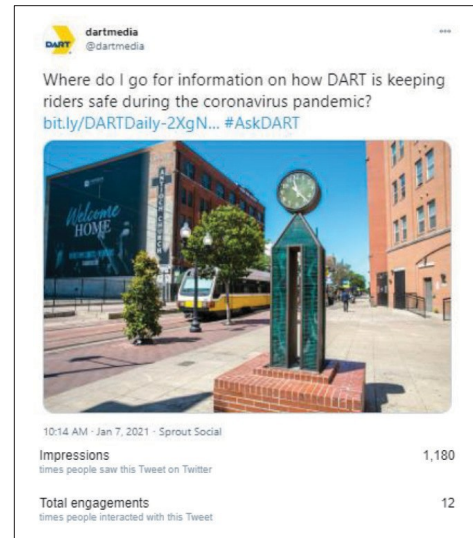 dartmedia
DART
@dartmedia
Where do I go for information on how DART is keeping
riders safe during the coronavirus pandemic?
bit.ly/DARTDaily-2XgN... #AskDART
Welcome
HOME
ANTIOCH CHURCH
10:14 AM · Jan 7, 2021 · Sprout Social
Impressions 1,180
times people saw this Tweet on Twitter
Total engagements 12
times people interacted with this Tweet